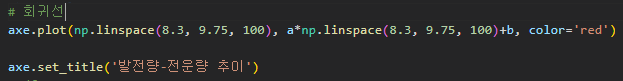 # 회귀선
axe.plot(np.linspace(8.3, 9.75, 100), a*np.linspace(8.3, 9.75, 100)+b, color='red')
axe.set_title('발전량-전운량 추이')